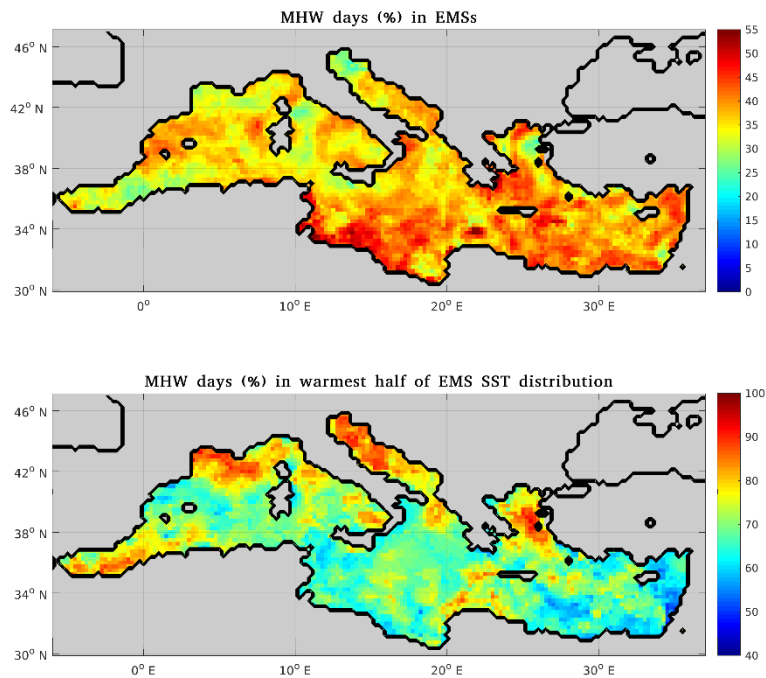 MHW days (%) in EMSs
46° N
42° N
38° N
34° N
30° N
0°
10° E
20° E
30° E
55
50
45
40
35
30
25
20
15
10
5
0
MHW days (%) in warmest half of EMS SST distribution
46° N
42° N
38° N
34° N
30° N
0° E
10° E
20° E
30° E
100
90
80
70
60
50
40